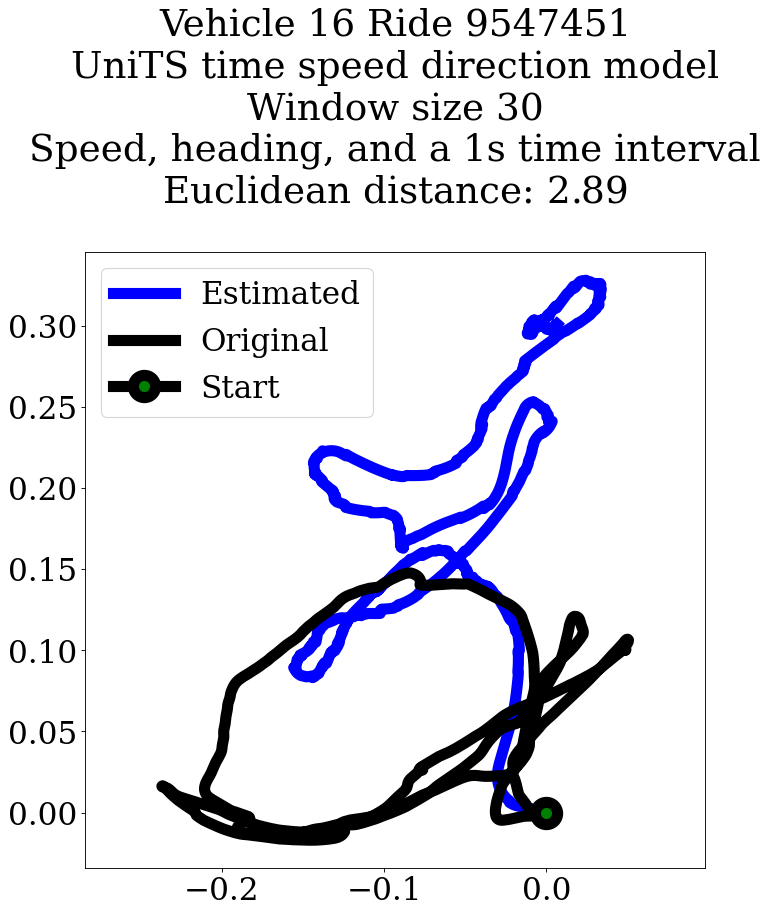 Vehicle 16 Ride 9547451
UniTS time speed direction model
Window size 30
Speed, heading, and a 1s time interval
Euclidean distance: 2.89
Estimated
Original
Start
0.30
0.25
0.20
0.15
0.10
0.05
0.00
−0.2
−0.1
0.0